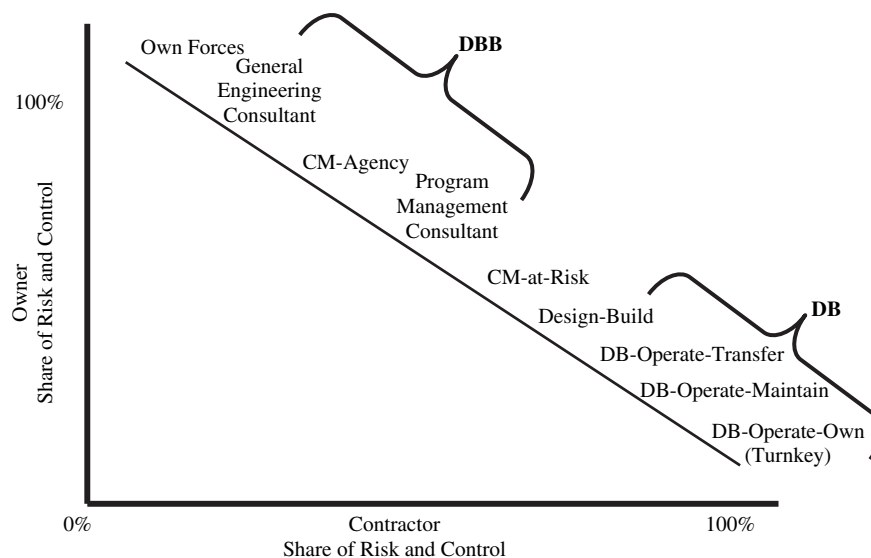 Own Forces
DBB
General
Engineering
Consultant
100%
CM-Agency
Program
Management
Consultant
CM-at-Risk
Owner
Share of Risk and Control
Design-Build
DB
DB-Operate-Transfer
DB-Operate-Maintain
DB-Operate-Own
(Turnkey)
0%
Contractor
100%
Share of Risk and Control